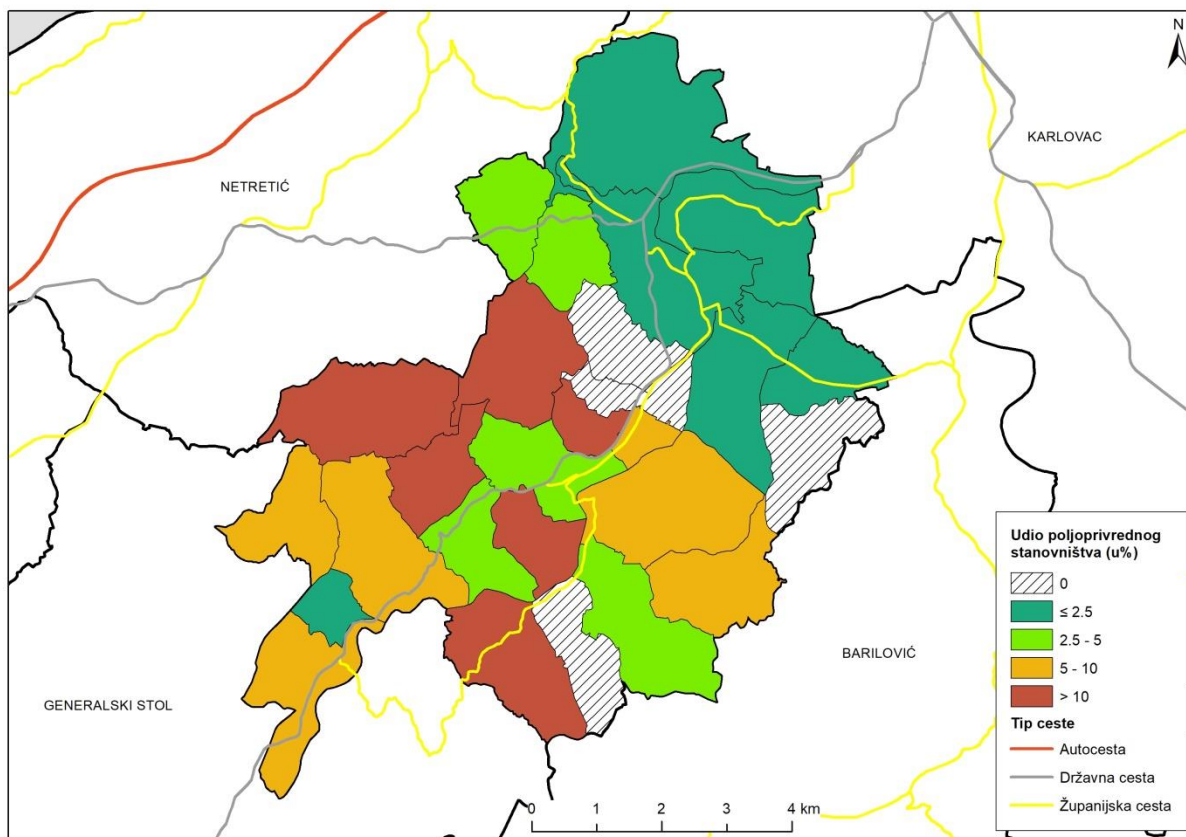 N
KARLOVAC
NETRETIĆ
BARILOVIĆ
GENERALSKI STOL
Udio poljoprivrednog
stanovništva (u%)
0
≤ 2.5
2.5 - 5
5 - 10
> 10
Tip ceste
Autocesta
Državna cesta
Županijska cesta
0 1 2 3 4 km